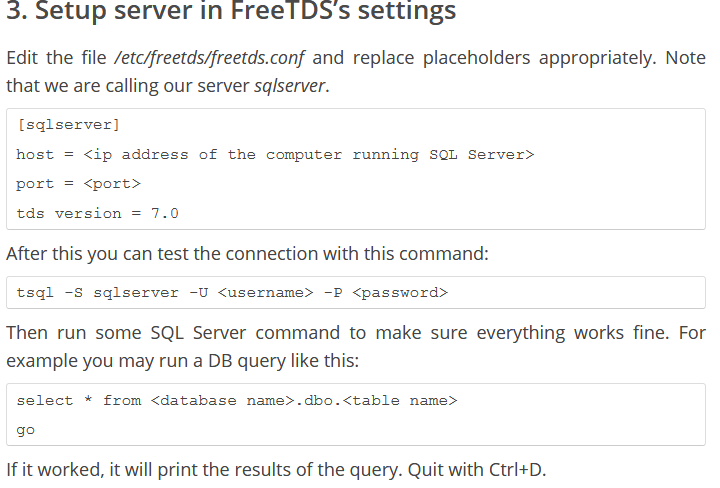 3. Setup server in FreeTDS’s settings
Edit the file /etc/freetds/freetds.conf and replace placeholders appropriately. Note
that we are calling our server sqlserver.
[sqlserver]
host = <ip address of the computer running SQL Server>
port = <port>
tds version = 7.0
After this you can test the connection with this command:
tsql -S sqlserver -U <username> -P <password>
Then run some SQL Server command to make sure everything works fine. For
example you may run a DB query like this:
select * from <database name>.dbo.<table name>
go
If it worked, it will print the results of the query. Quit with Ctrl+D.